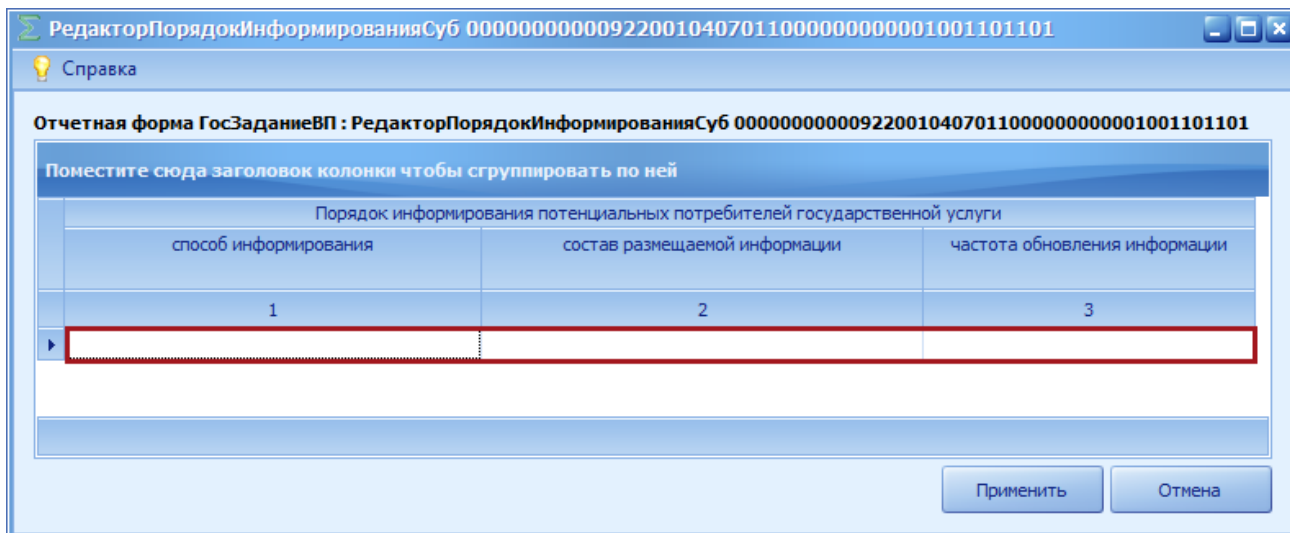 РедакторПорядокИнформированияСуб 000000000009220010407011000000000001001101101
Справка
Отчетная форма ГосЗаданиеВП : РедакторПорядокИнформированияСуб 000000000009220010407011000000000001001101101
Поместите сюда заголовок колонки чтобы сгруппировать по ней
Порядок информирования потенциальных потребителей государственной услуги
способ информирования состав размещаемой информации частота обновления информации
1 2 3
Применить Отмена